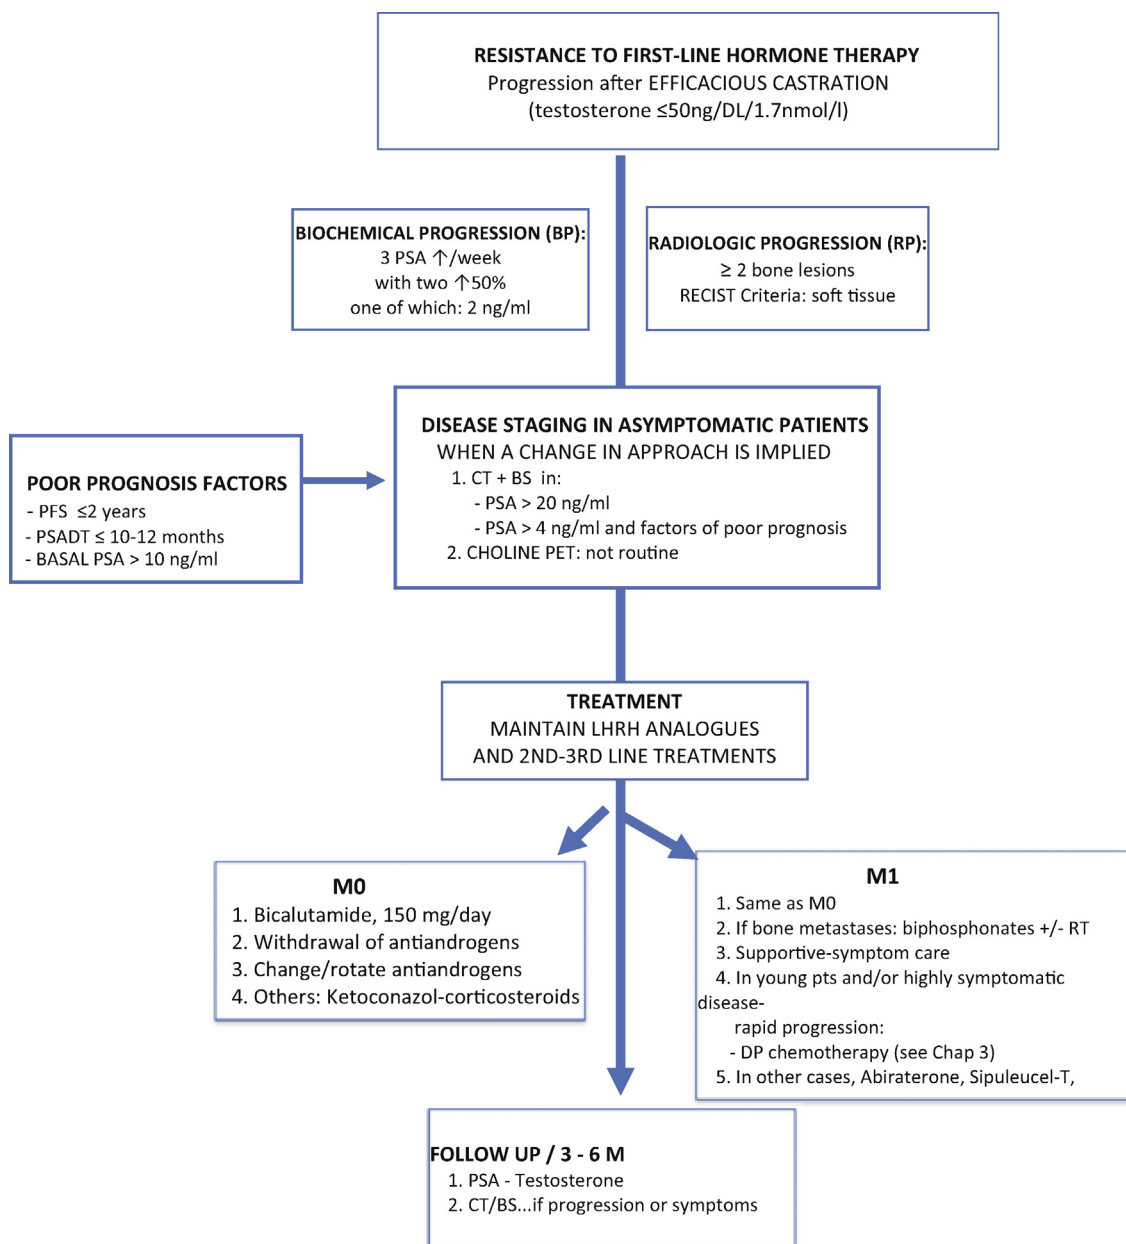 RESISTANCE TO FIRST-LINE HORMONE THERAPY
Progression after EFFICACIOUS CASTRATION
(testosterone ≤50ng/DL/1.7nmol/l)
BIOCHEMICAL PROGRESSION (BP):
3 PSA ↑/week
with two ↑50%
one of which: 2 ng/ml
RADIOLOGIC PROGRESSION (RP):
≥ 2 bone lesions
RECIST Criteria: soft tissue
DISEASE STAGING IN ASYMPTOMATIC PATIENTS
WHEN A CHANGE IN APPROACH IS IMPLIED
1. CT + BS in:
- PSA > 20 ng/ml
- PSA > 4 ng/ml and factors of poor prognosis
2. CHOLINE PET: not routine
POOR PROGNOSIS FACTORS
- PFS ≤2 years
- PSADT ≤ 10-12 months
- BASAL PSA > 10 ng/ml
TREATMENT
MAINTAIN LHRH ANALOGUES
AND 2ND-3RD LINE TREATMENTS
M0
1. Bicalutamide, 150 mg/day
2. Withdrawal of antiandrogens
3. Change/rotate antiandrogens
4. Others: Ketoconazol-corticosteroids
M1
1. Same as M0
2. If bone metastases: biphosphonates +/- RT
3. Supportive-symptom care
4. In young pts and/or highly symptomatic
disease-
rapid progression:
- DP chemotherapy (see Chap 3)
5. In other cases, Abiraterone, Sipuleucel-T,
FOLLOW UP / 3 - 6 M
1. PSA - Testosterone
2. CT/BS...if progression or symptoms